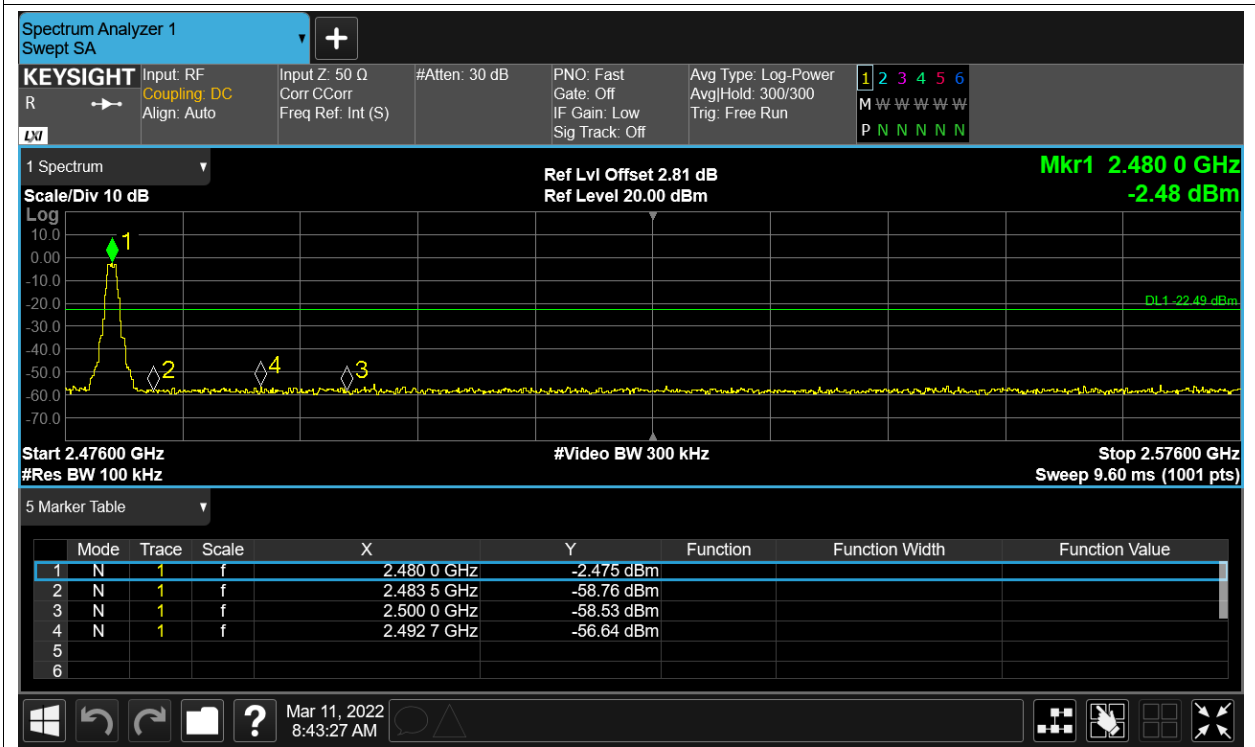 Spectrum Analyzer 1
Swept SA
KEYSIGHT
R
LXI
Input: RF
Coupling: DC
Align: Auto
Input Z: 50 Ω
Corr CCorr
Freq Ref: Int (S)
#Atten: 30 dB
PNO: Fast
Gate: Off
IF Gain: Low
Sig Track: Off
Avg Type: Log-Power
Avg|Hold: 300/300
Trig: Free Run
1 2 3 4 5 6
M W W W W W
P N N N N N
1 Spectrum
Scale/Div 10 dB
Ref Lvl Offset 2.81 dB
Ref Level 20.00 dBm
Mkr1 2.480 0 GHz
-2.48 dBm
Log
10.0
0.00
-10.0
-20.0
-30.0
-40.0
-50.0
-60.0
-70.0
1
2
4
3
DL1 -22.49 dBm
Start 2.47600 GHz
#Res BW 100 kHz
#Video BW 300 kHz
Stop 2.57600 GHz
Sweep 9.60 ms (1001 pts)
5 Marker Table
Mode Trace Scale X Y Function Function Width Function Value
1 N 1 f 2.480 0 GHz -2.475 dBm
2 N 1 f 2.483 5 GHz -58.76 dBm
3 N 1 f 2.500 0 GHz -58.53 dBm
4 N 1 f 2.492 7 GHz -56.64 dBm
5
6
?
Mar 11, 2022
8:43:27 AM